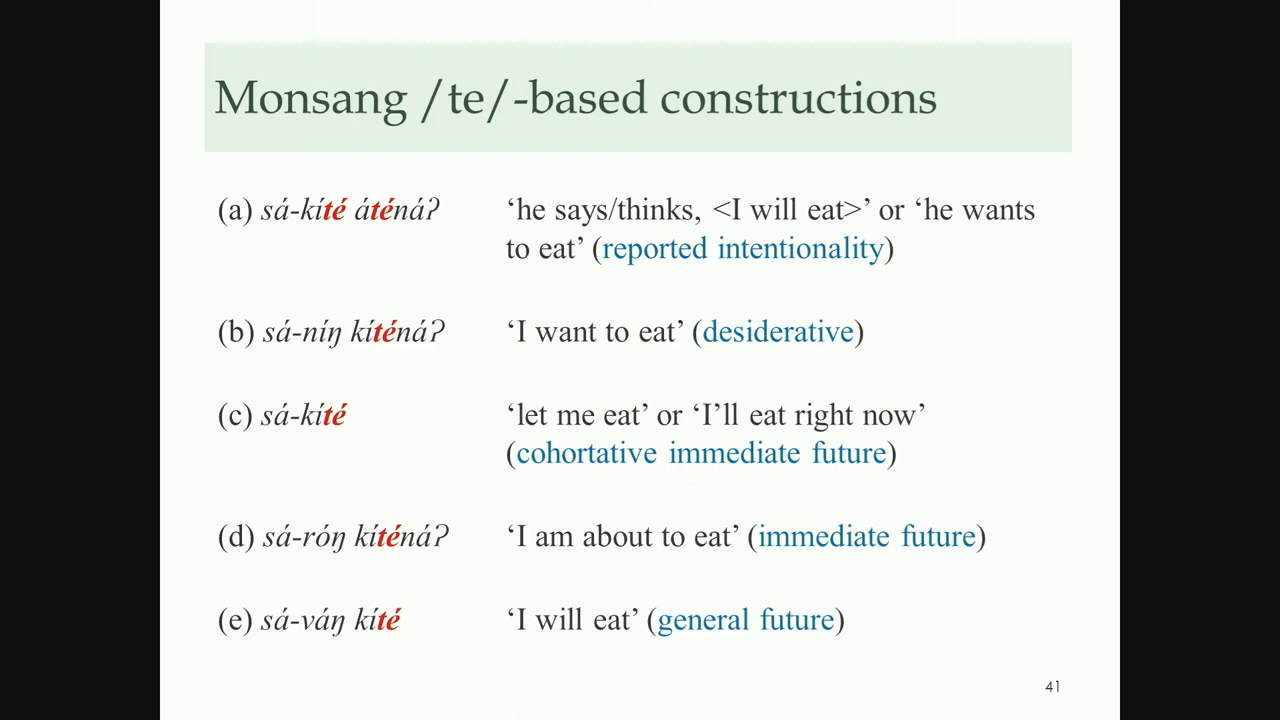 Monsang /te/-based constructions
(a) sá-kíté áténáʔ ‘he says/thinks, <I will eat>’ or ‘he wants
to eat’ (reported intentionality)
(b) sá-níŋ kíténáʔ ‘I want to eat’ (desiderative)
(c) sá-kíté ‘let me eat’ or ‘I’ll eat right now’
(cohortative immediate future)
(d) sá-róŋ kíténáʔ ‘I am about to eat’ (immediate future)
(e) sá-váŋ kíté ‘I will eat’ (general future)
41